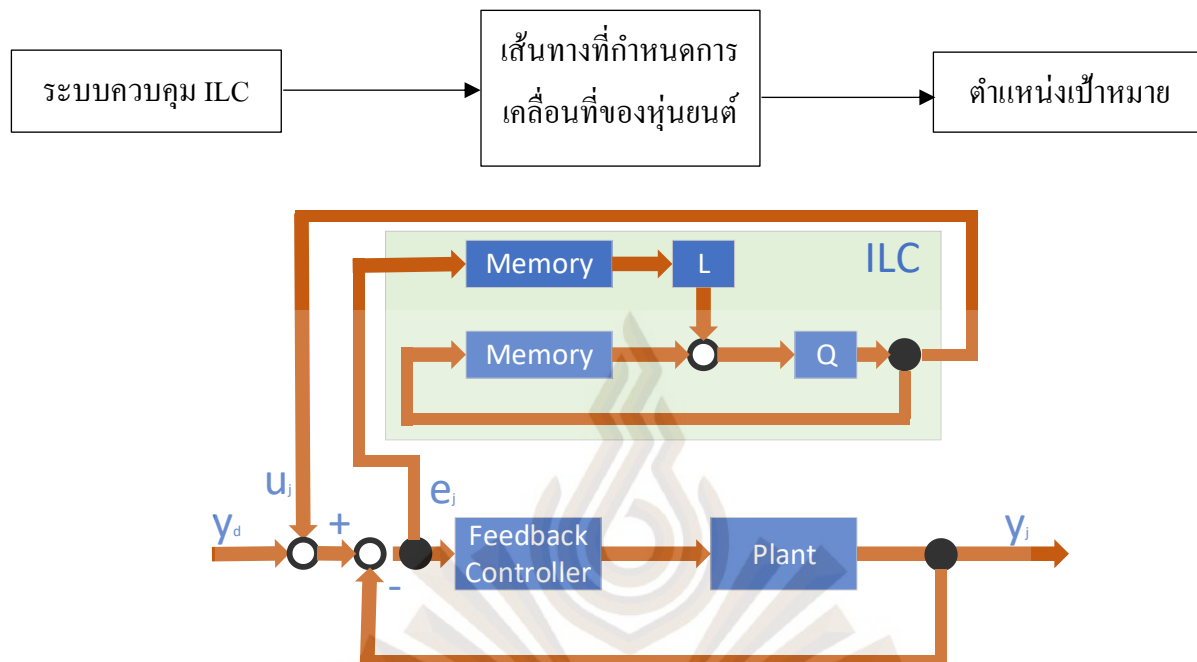 ระบบควบคุม ILC
เส้นทางที่กำหนดการ
เคลื่อนที่ของหุ่นยนต์
ตำแหน่งเป้าหมาย
ILC
Memory
L
Memory
Q
uj
ej
yd
+
-
Feedback
Controller
Plant
yj